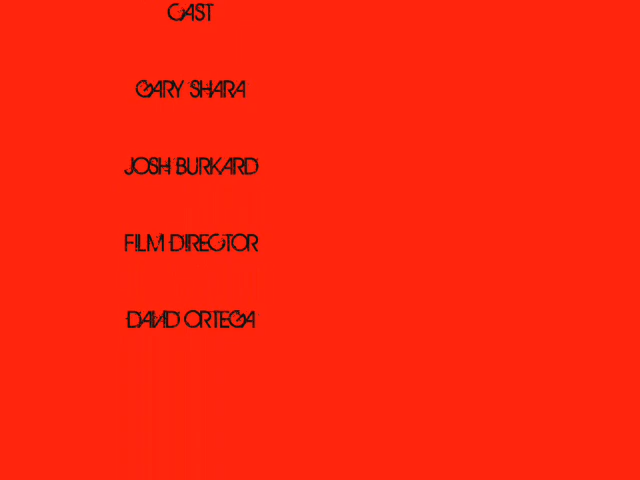 CAST
GARY SHARA
JOSH BURKARD
FILM DIRECTOR
DAVID ORTEGA